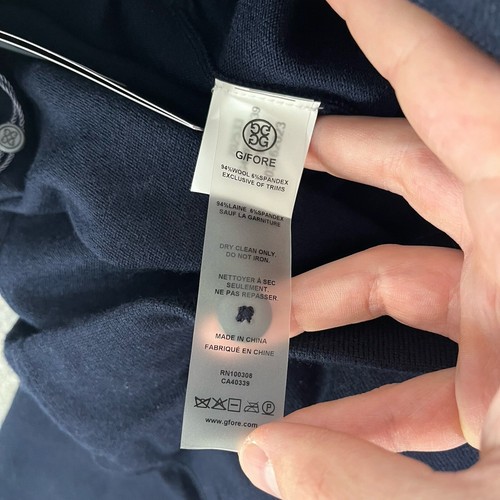 G/FORE
94%WOOL 6%SPANDEX
EXCLUSIVE OF TRIMS
94%LAINE 6%SPANDEX
SAUF LA GARNITURE
DRY CLEAN ONLY.
DO NOT IRON.
NETTOYER À SEC
SEULEMENT.
NE PAS REPASSER.
MADE IN CHINA
FABRIQUÉ EN CHINE
RN100308
CA40339
www.gfore.com